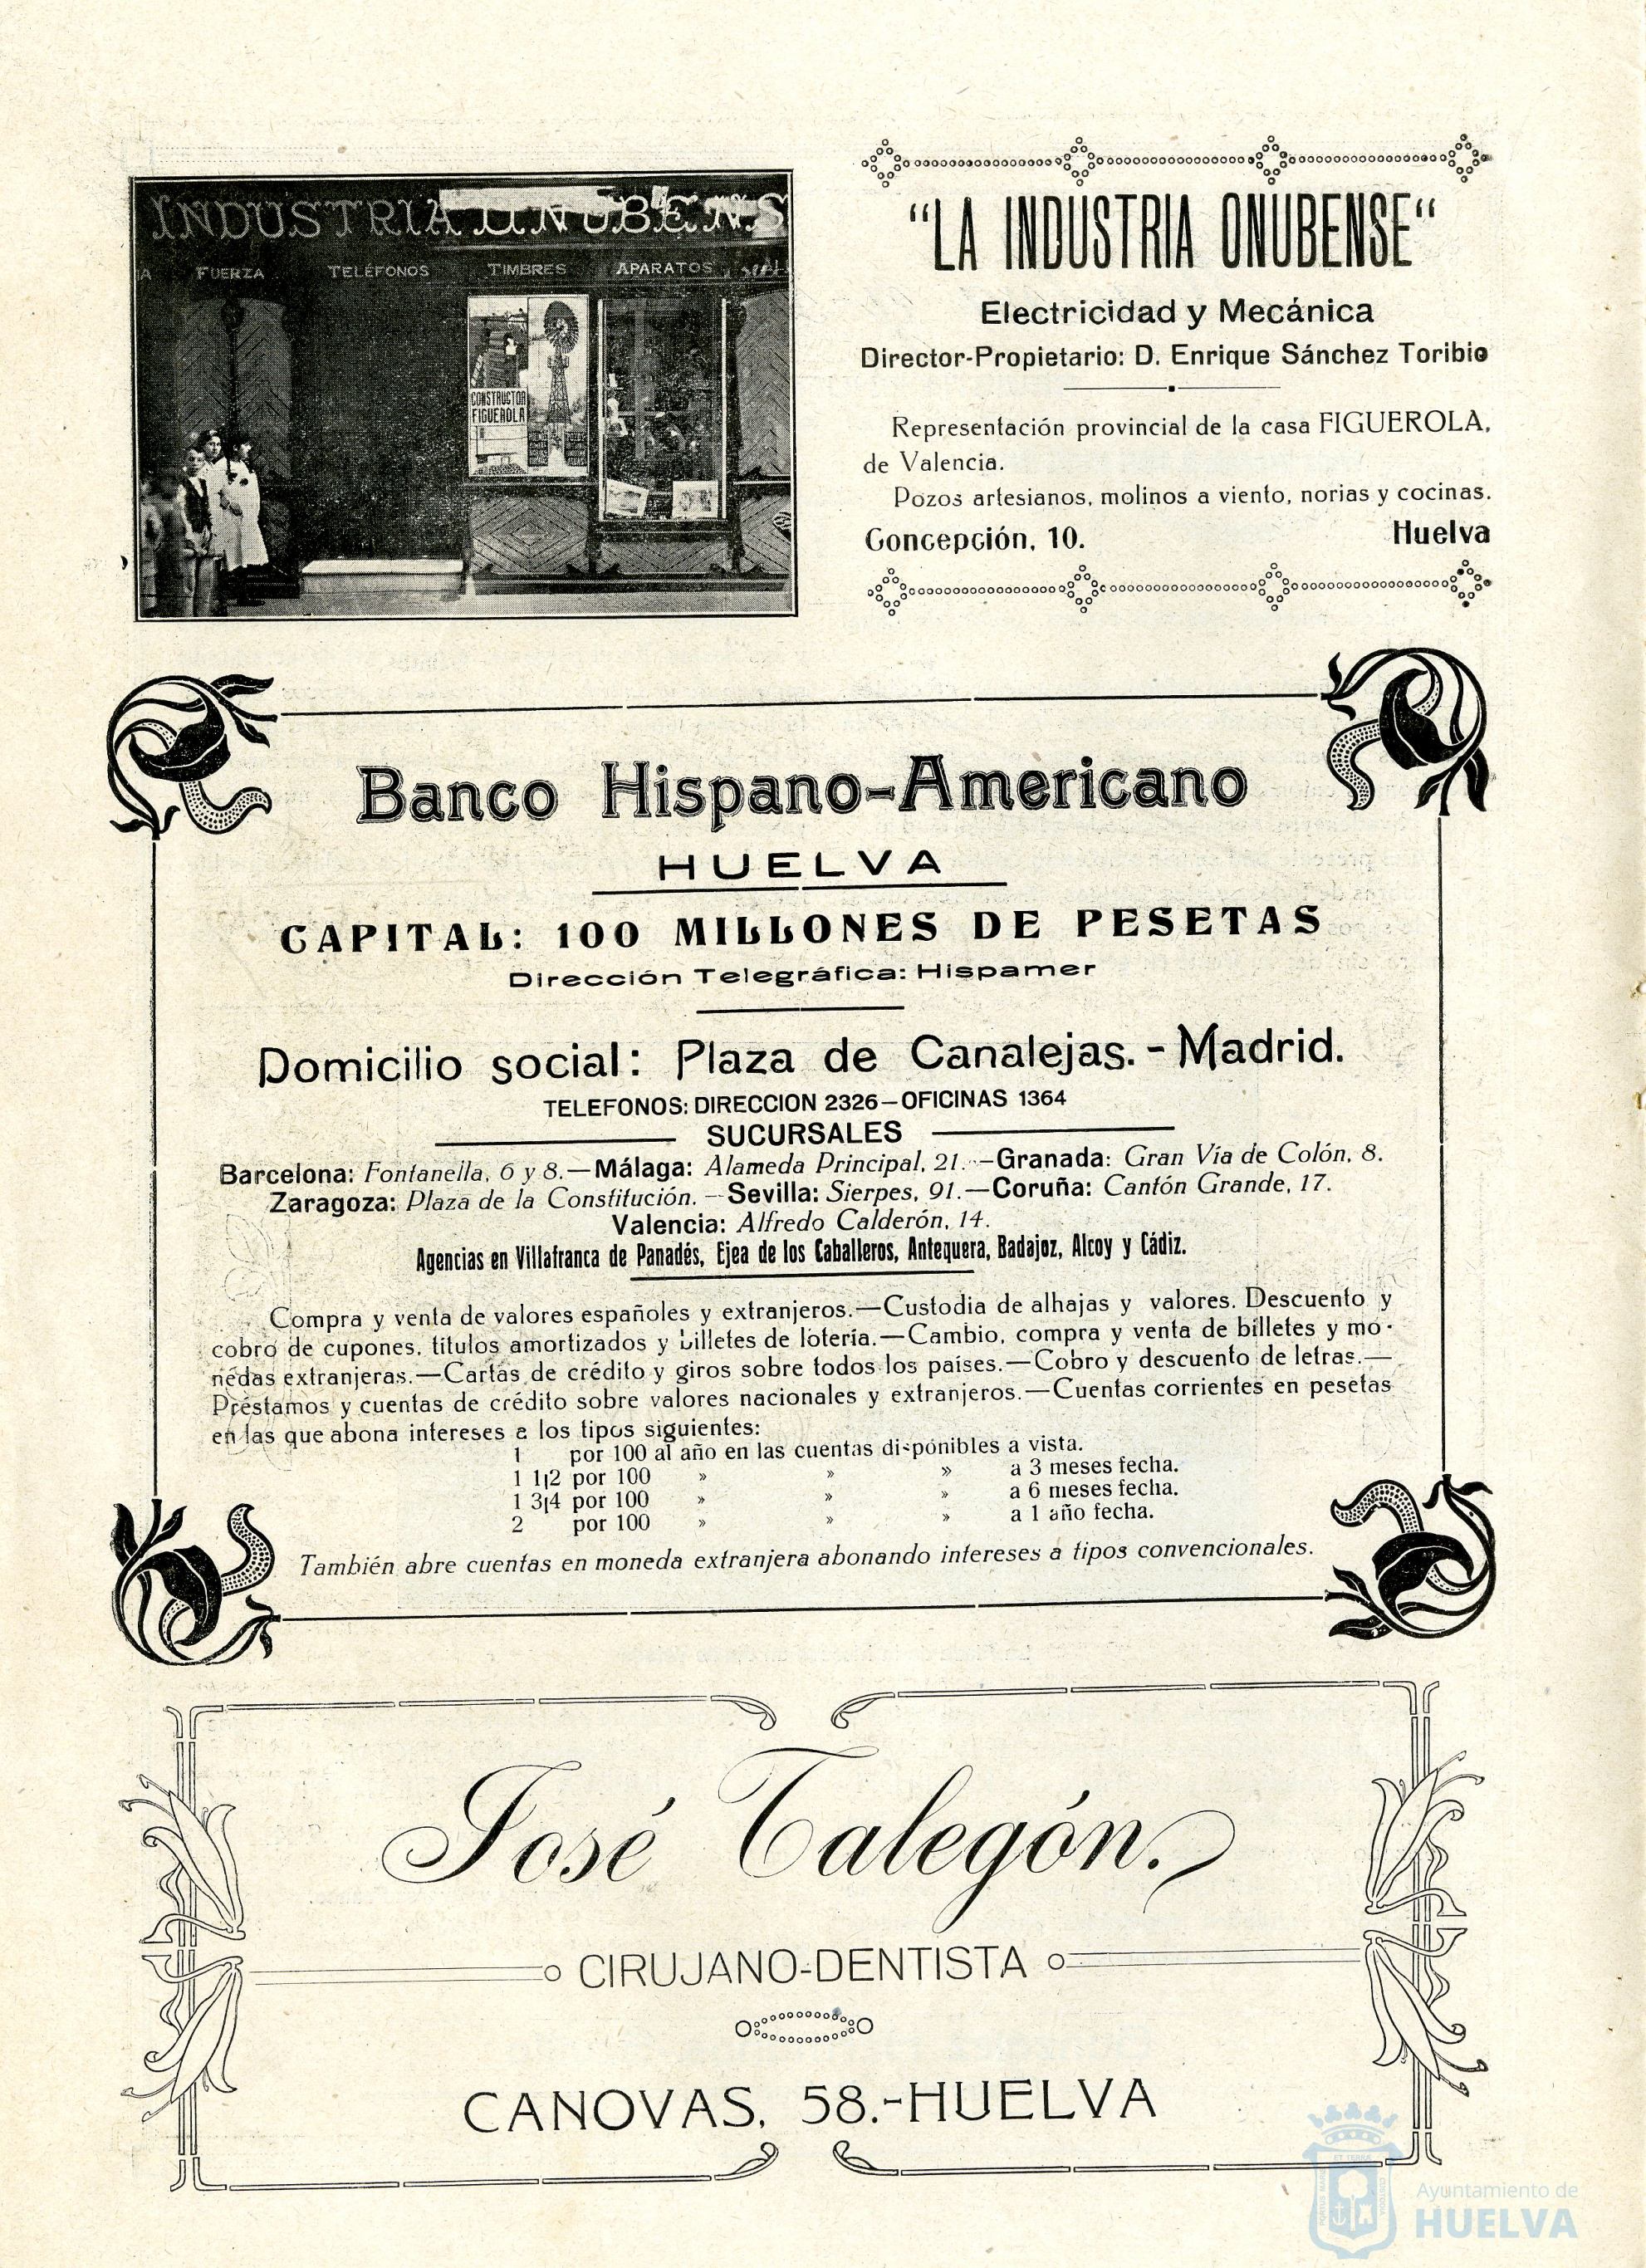 INDUSTRIA ONUBENS
IA FUERZA TELÉFONOS TIMBRES APARATOS
CONSTRUCTOR
FIGUEROLA
“LA INDUSTRIA ONUBENSE“
Electricidad y Mecánica
Director-Propietario: D. Enrique Sánchez Toribio
Representación provincial de la casa FIGUEROLA,
de Valencia.
Pozos artesianos, molinos a viento, norias y cocinas.
Concepción, 10. Huelva
Banco Hispano-Americano
HUELVA
CAPITAL: 100 MILLONES DE PESETAS
Dirección Telegráfica: Hispamer
Domicilio social: Plaza de Canalejas.-Madrid.
TELEFONOS: DIRECCION 2326—OFICINAS 1364
SUCURSALES
Barcelona: Fontanella, 6 y 8.—Málaga: Alameda Principal, 21.—Granada: Gran Vía de Colón, 8.
Zaragoza: Plaza de la Constitución.—Sevilla: Sierpes, 91.—Coruña: Cantón Grande, 17.
Valencia: Alfredo Calderón, 14.
Agencias en Villafranca de Panadés, Ejea de los Caballeros, Antequera, Badajoz, Alcoy y Cádiz.
Compra y venta de valores españoles y extranjeros.—Custodia de alhajas y valores. Descuento y
cobro de cupones, títulos amortizados y billetes de lotería.—Cambio, compra y venta de billetes y mo-
nedas extranjeras.—Cartas de crédito y giros sobre todos los países.—Cobro y descuento de letras.—
Préstamos y cuentas de crédito sobre valores nacionales y extranjeros.—Cuentas corrientes en pesetas
en las que abona intereses a los tipos siguientes:
1 por 100 al año en las cuentas disponibles a vista.
1 1|2 por 100 » » » a 3 meses fecha.
1 3|4 por 100 » » » a 6 meses fecha.
2 por 100 » » » a 1 año fecha.
También abre cuentas en moneda extranjera abonando intereses a tipos convencionales.
José Talegón.
CIRUJANO-DENTISTA
CANOVAS, 58.-HUELVA
Ayuntamiento de
HUELVA